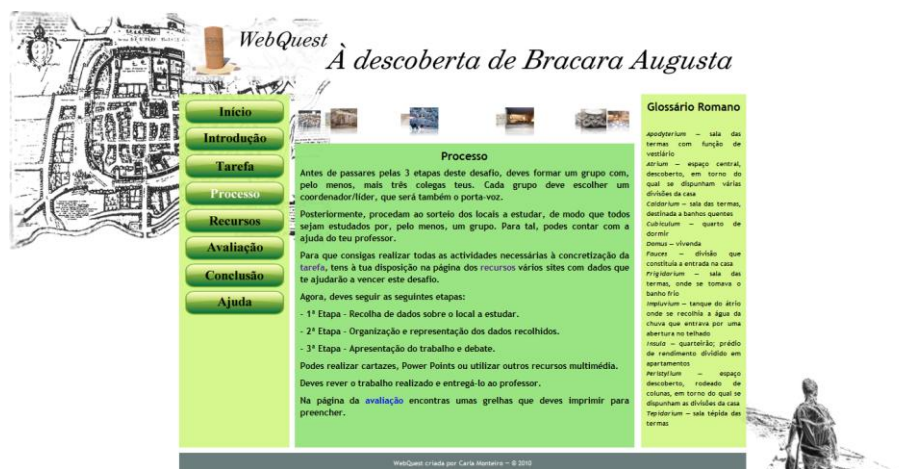 WebQuest
À descoberta de Bracara Augusta
Início
Introdução
Tarefa
Processo
Recursos
Avaliação
Conclusão
Ajuda
Processo
Antes de passares pelas 3 etapas deste desafio, deves formar um grupo com,
pelo menos, mais três colegas teus. Cada grupo deve escolher um
coordenador/líder, que será também o porta-voz.
Posteriormente, procedam ao sorteio dos locais a estudar, de modo que todos
sejam estudados por, pelo menos, um grupo. Para tal, podes contar com a
ajuda do teu professor.
Para que consigas realizar todas as actividades necessárias à concretização da
tarefa, tens à tua disposição na página dos recursos vários sites com dados que
te ajudarão a vencer este desafio.
Agora, deves seguir as seguintes etapas:
- 1ª Etapa - Recolha de dados sobre o local a estudar.
- 2ª Etapa - Organização e representação dos dados recolhidos.
- 3ª Etapa - Apresentação do trabalho e debate.
Podes realizar cartazes, Power Points ou utilizar outros recursos multimédia.
Deves rever o trabalho realizado e entregá-lo ao professor.
Na página da avaliação encontras umas grelhas que deves imprimir para
preencher.
Glossário Romano
Apodyterium — sala das
termas com função de
vestiário
Atrium — espaço central,
descoberto, em torno do
qual se dispunham várias
divisões da casa
Caldarium — sala das termas,
destinada a banhos quentes
Cubiculum — quarto de
dormir
Domus — vivenda
Fauces — divisão que
constituía a entrada na casa
Frigidarium — sala das
termas, onde se tomava o
banho frio
Impluvium — tanque do átrio
onde se recolhia a água da
chuva que entrava por uma
abertura no telhado
Insula — quarteirão; prédio
de rendimento dividido em
apartamentos
Peristylium — espaço
descoberto, rodeado de
colunas, em torno do qual se
dispunham as divisões da casa
Tepidarium — sala tépida das
termas
WebQuest criada por Carla Monteiro — © 2010